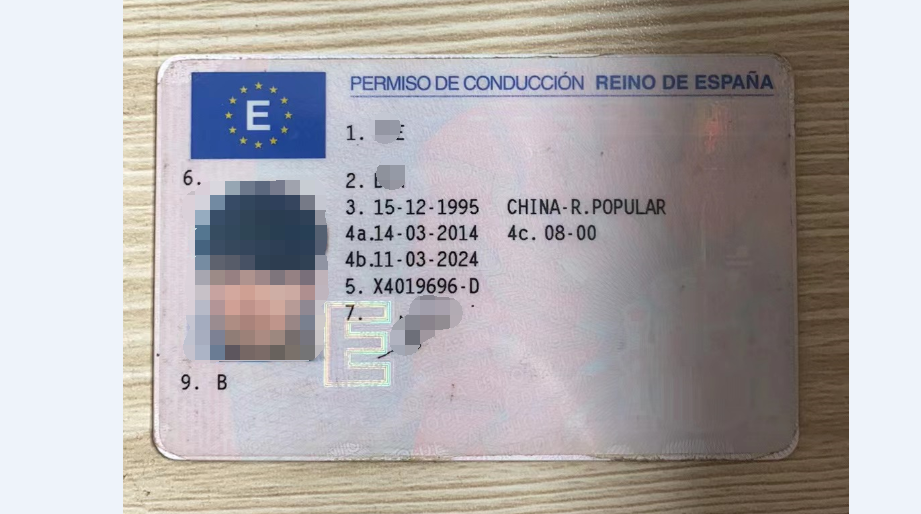 E
PERMISO DE CONDUCCIÓN REINO DE ESPAÑA
1.
6.
2.
3. 15-12-1995 CHINA-R.POPULAR
4a.14-03-2014 4c. 08-00
4b.11-03-2024
5. X4019696-D
7.
E
9. B